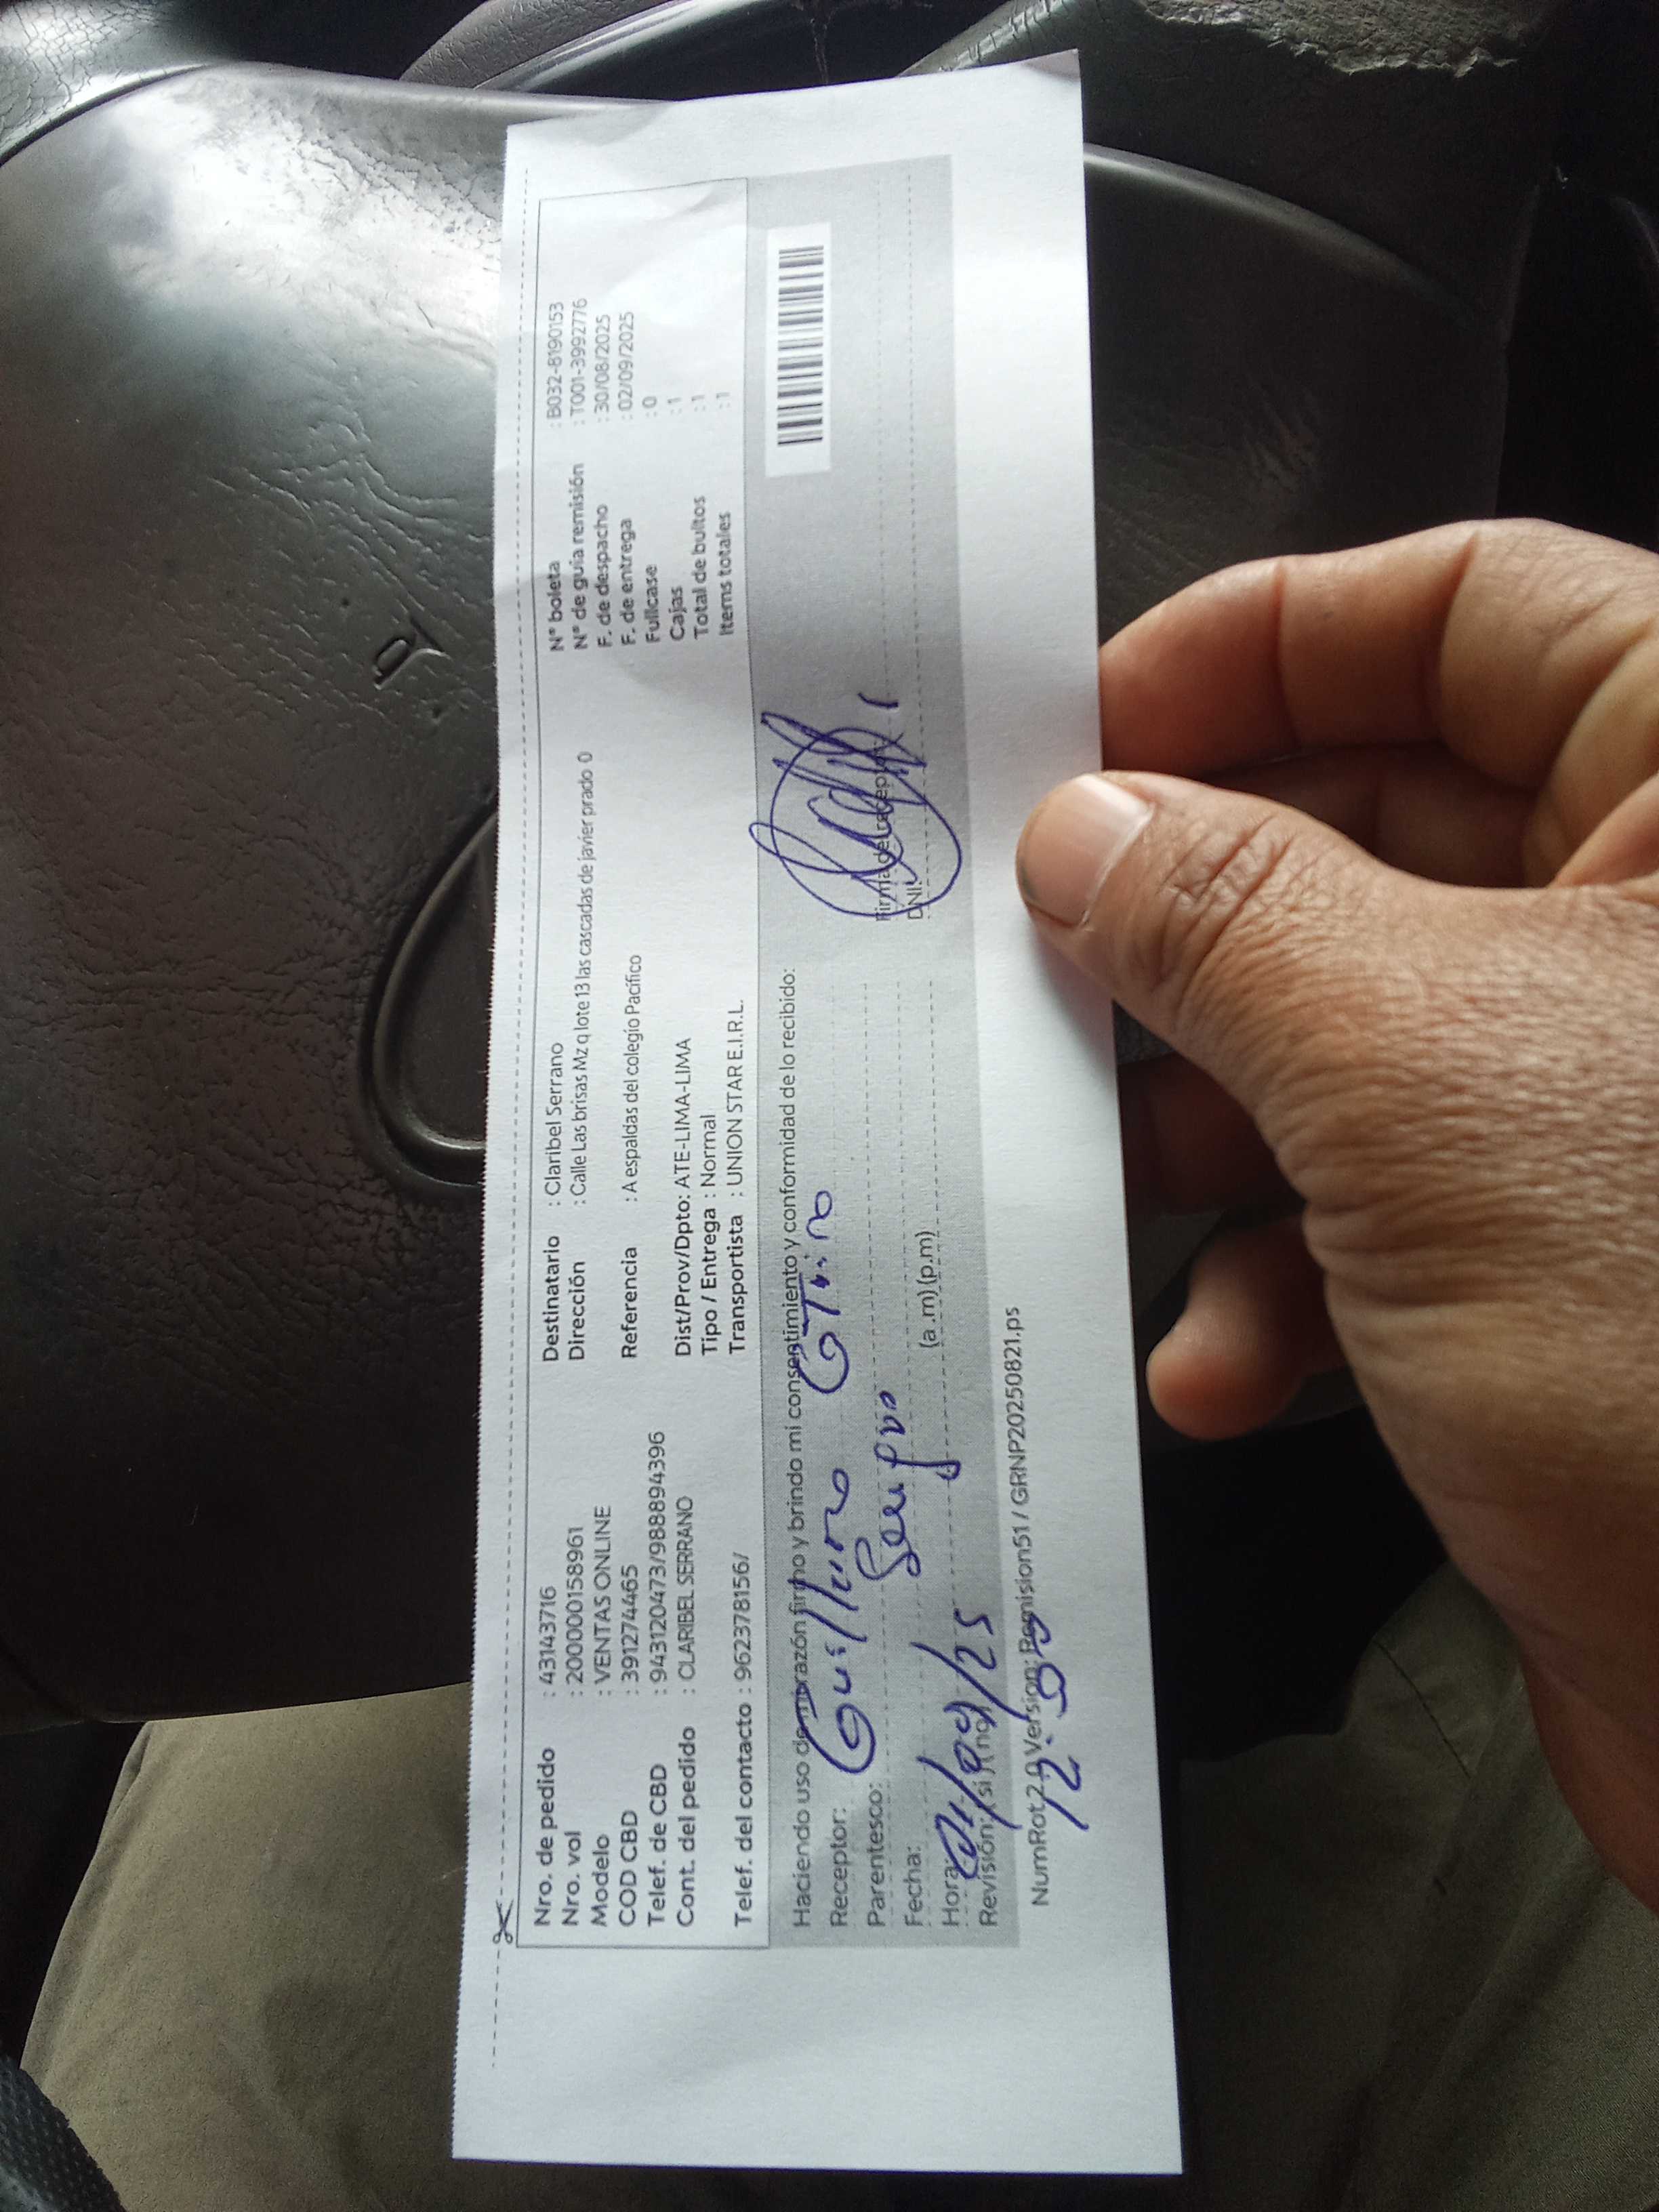 Nro. de pedido : 43143716
Nro. vol : 2000000158961
Modelo : VENTAS ONLINE
COD CBD : 391274465
Telef. de CBD : 943120473/988894396
Cont. del pedido : CLARIBEL SERRANO
Telef. del contacto : 962378156/
Destinatario : Claribel Serrano
Dirección : Calle Las brisas Mz q lote 13 las cascadas de javier prado 0
Referencia : A espaldas del colegio Pacífico
Dist/Prov/Dpto: ATE-LIMA-LIMA
Tipo / Entrega : Normal
Transportista : UNION STAR E.I.R.L.
N° boleta : B032-8190153
N° de guía remisión : T001-3992776
F. de despacho : 30/08/2025
F. de entrega : 02/09/2025
Fullcase : 0
Cajas : 1
Total de bultos : 1
Items totales : 1
Haciendo uso de mi razón firmo y brindo mi consentimiento y conformidad de lo recibido:
Receptor:
Parentesco:
Fecha: /09/25
Hora: (a.m) (p.m)
Revisión: (si) (no)
Firma del receptor
DNI:
NumRot.2.0 Version: Remision51 / GRNP20250821.ps